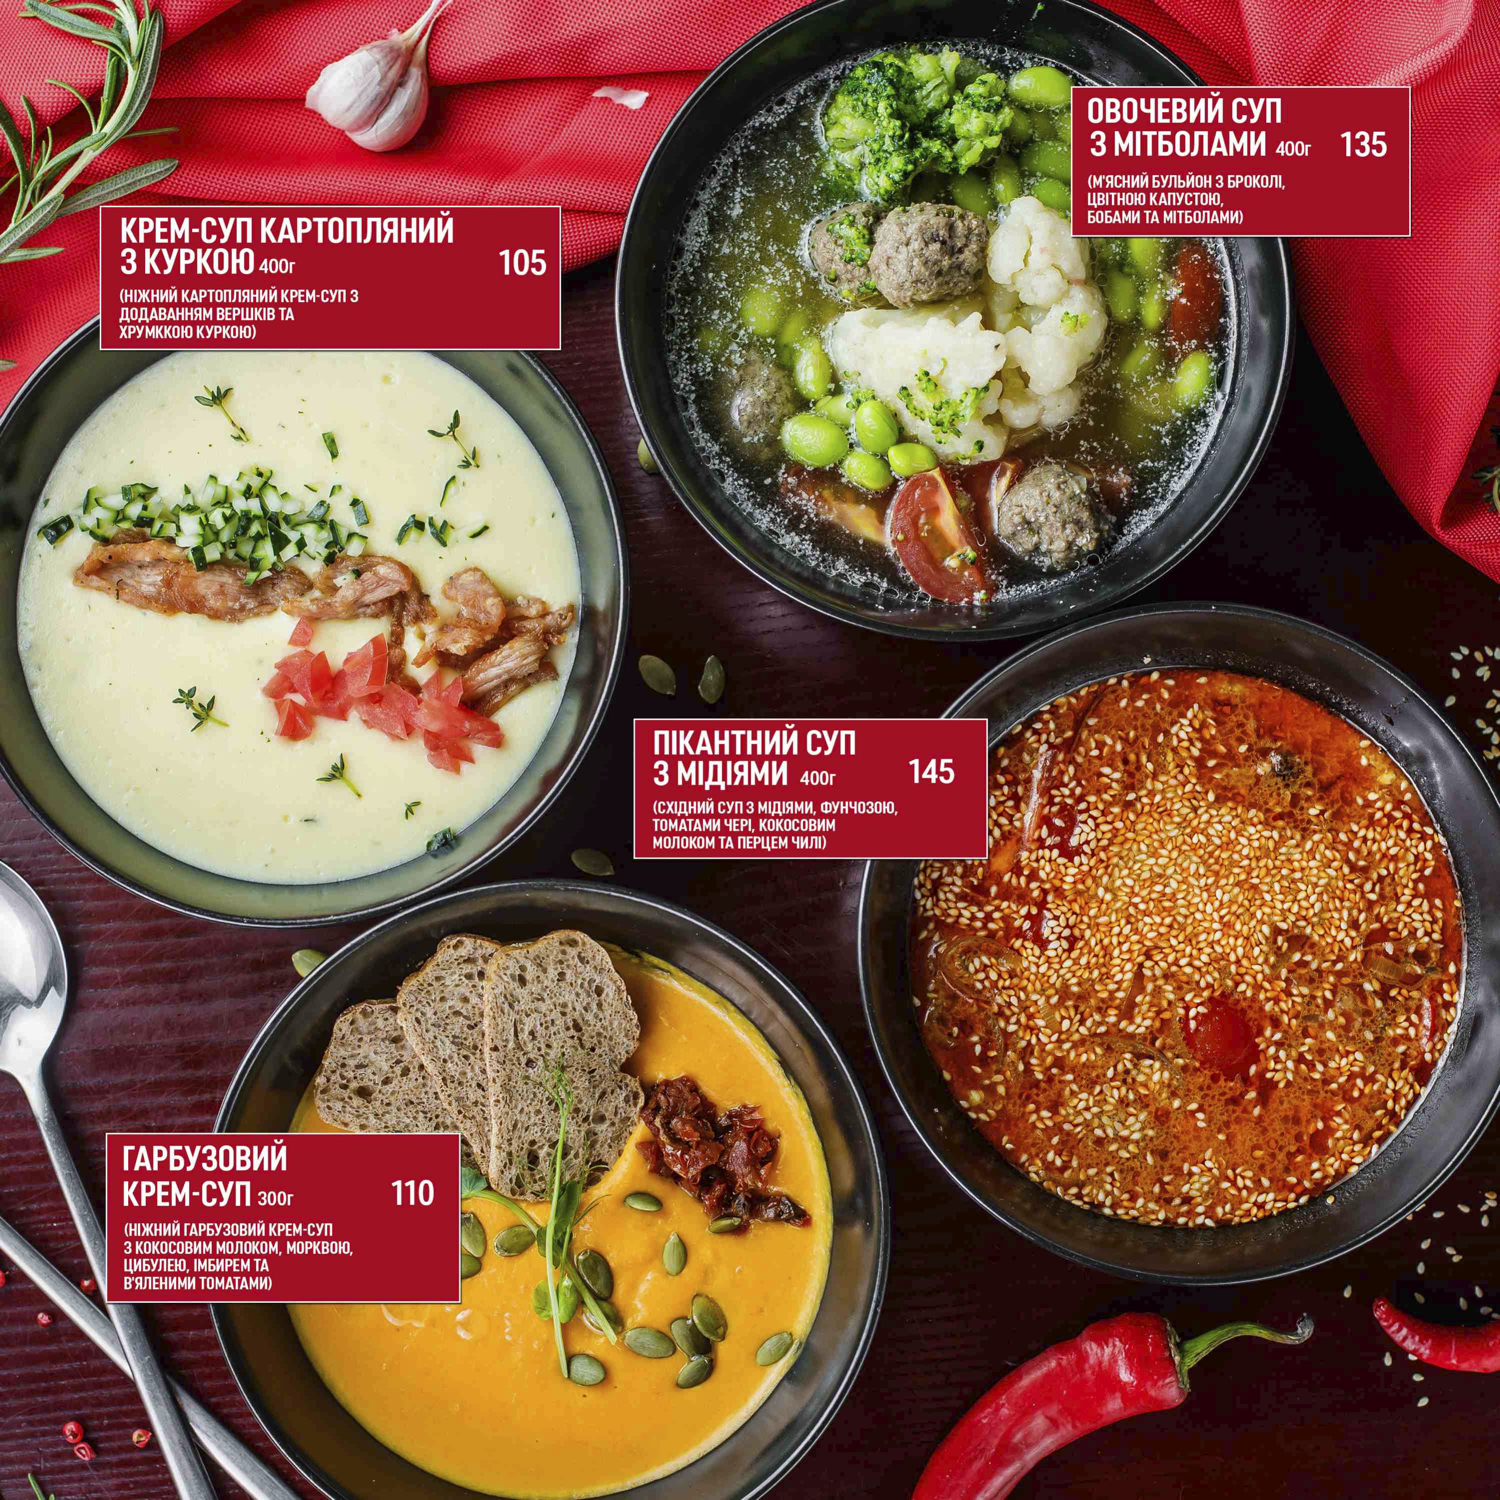 ОВОЧЕВИЙ СУП
З МІТБОЛАМИ 400г 135
(М'ЯСНИЙ БУЛЬЙОН З БРОКОЛІ,
ЦВІТНОЮ КАПУСТОЮ,
БОБАМИ ТА МІТБОЛАМИ)
КРЕМ-СУП КАРТОПЛЯНИЙ
З КУРКОЮ 400г 105
(НІЖНИЙ КАРТОПЛЯНИЙ КРЕМ-СУП З
ДОДАВАННЯМ ВЕРШКІВ ТА
ХРУМККОЮ КУРКОЮ)
ПІКАНТНИЙ СУП
З МІДІЯМИ 400г 145
(СХІДНИЙ СУП З МІДІЯМИ, ФУНЧОЗОЮ,
ТОМАТАМИ ЧЕРІ, КОКОСОВИМ
МОЛОКОМ ТА ПЕРЦЕМ ЧИЛІ)
ГАРБУЗОВИЙ
КРЕМ-СУП 300г 110
(НІЖНИЙ ГАРБУЗОВИЙ КРЕМ-СУП
З КОКОСОВИМ МОЛОКОМ, МОРКВОЮ,
ЦИБУЛЕЮ, ІМБИРЕМ ТА
В'ЯЛЕНИМИ ТОМАТАМИ)